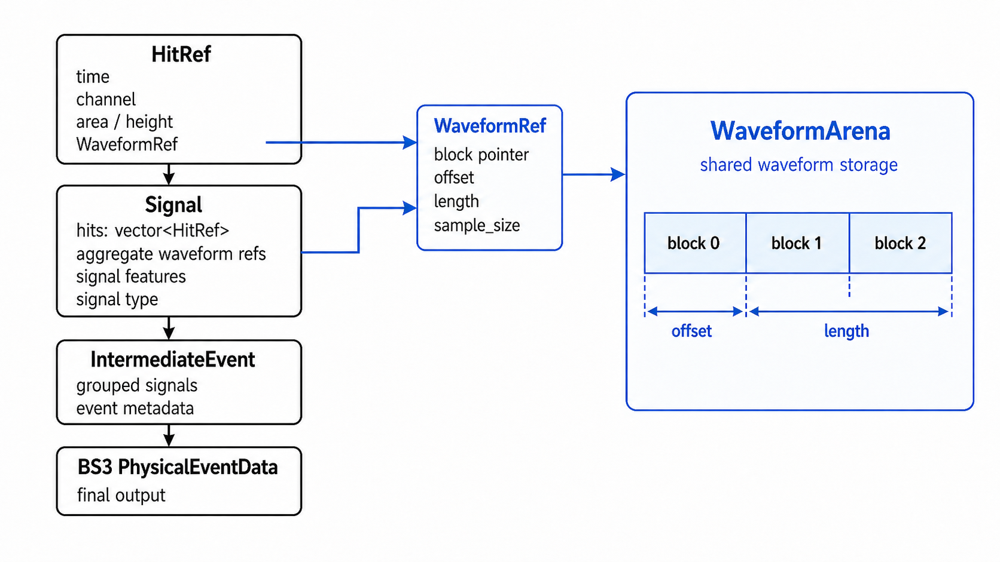 HitRef
time
channel
area / height
WaveformRef
Signal
hits: vector<HitRef>
aggregate waveform refs
signal features
signal type
IntermediateEvent
grouped signals
event metadata
BS3 PhysicalEventData
final output
WaveformRef
block pointer
offset
length
sample_size
WaveformArena
shared waveform storage
block 0 block 1 block 2
offset length